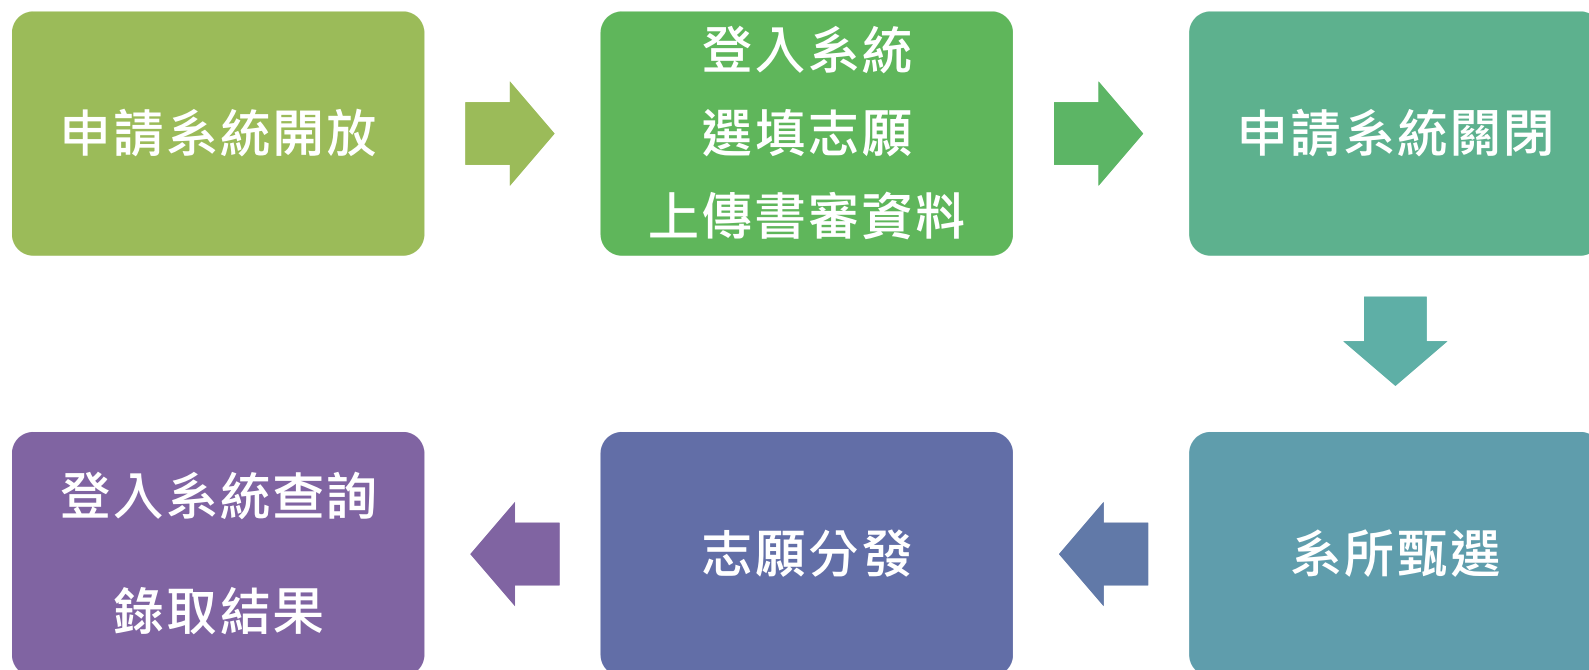 申請系統開放
登入系統
選填志願
上傳書審資料
申請系統關閉
系所甄選
志願分發
登入系統查詢
錄取結果